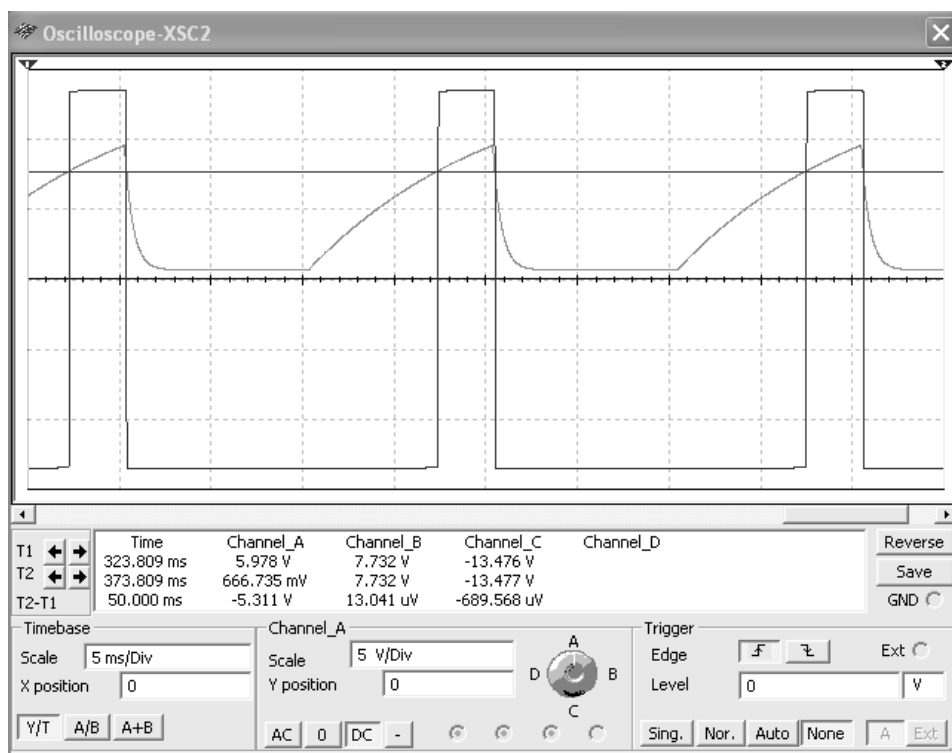 Oscilloscope-XSC2
1 2
Time Channel_A Channel_B Channel_C Channel_D
T1 323.809 ms 5.978 V 7.732 V -13.476 V
T2 373.809 ms 666.735 mV 7.732 V -13.477 V
T2-T1 50.000 ms -5.311 V 13.041 uV -689.568 uV
Reverse
Save
GND
Timebase
Scale 5 ms/Div
X position 0
Y/T A/B A+B
Channel_A
Scale 5 V/Div
Y position 0
AC 0 DC -
A
D B
C
Trigger
Edge Ext
Level 0 V
Sing. Nor. Auto None A Ext